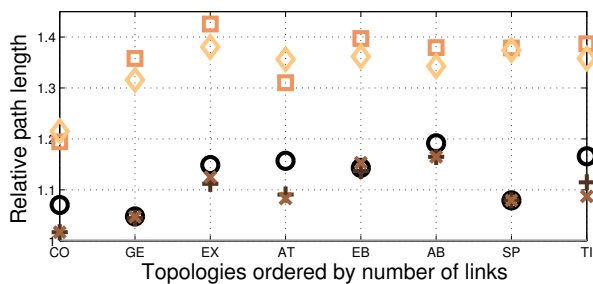 Relative path length
1.4
1.3
1.2
1.1
1
CO GE EX AT EB AB SP TI
Topologies ordered by number of links